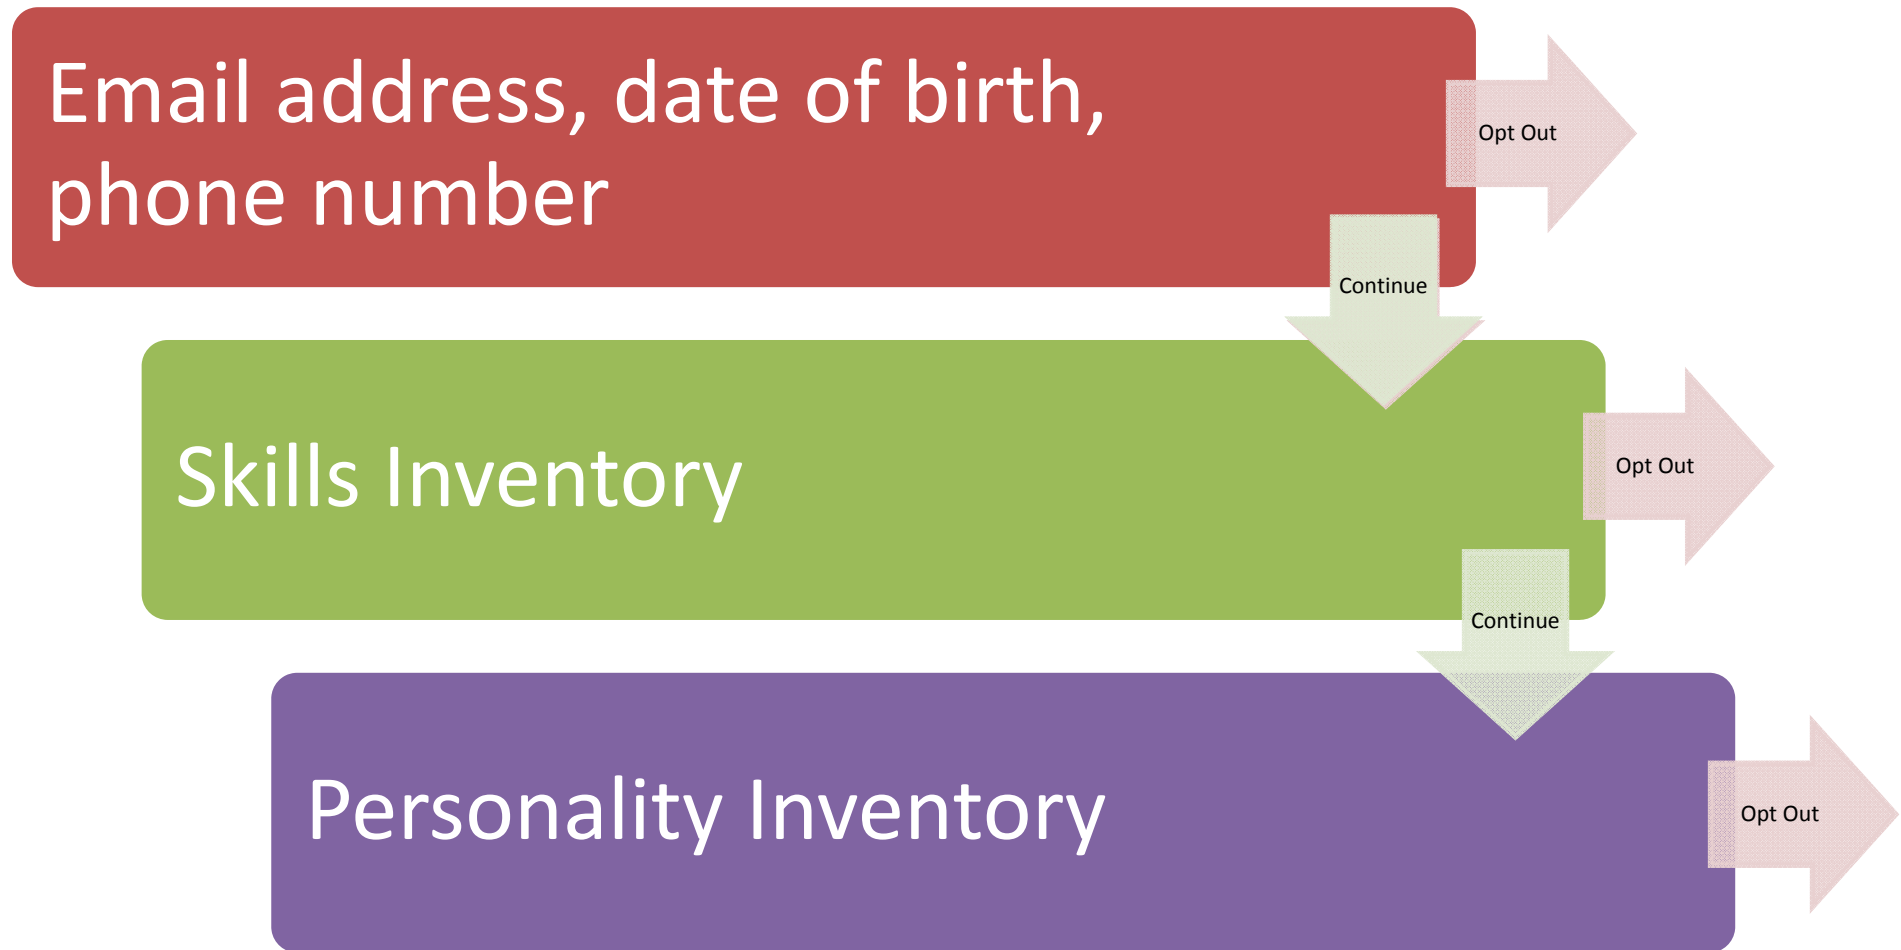 Email address, date of birth,
phone number
Opt Out
Continue
Skills Inventory
Opt Out
Continue
Personality Inventory
Opt Out